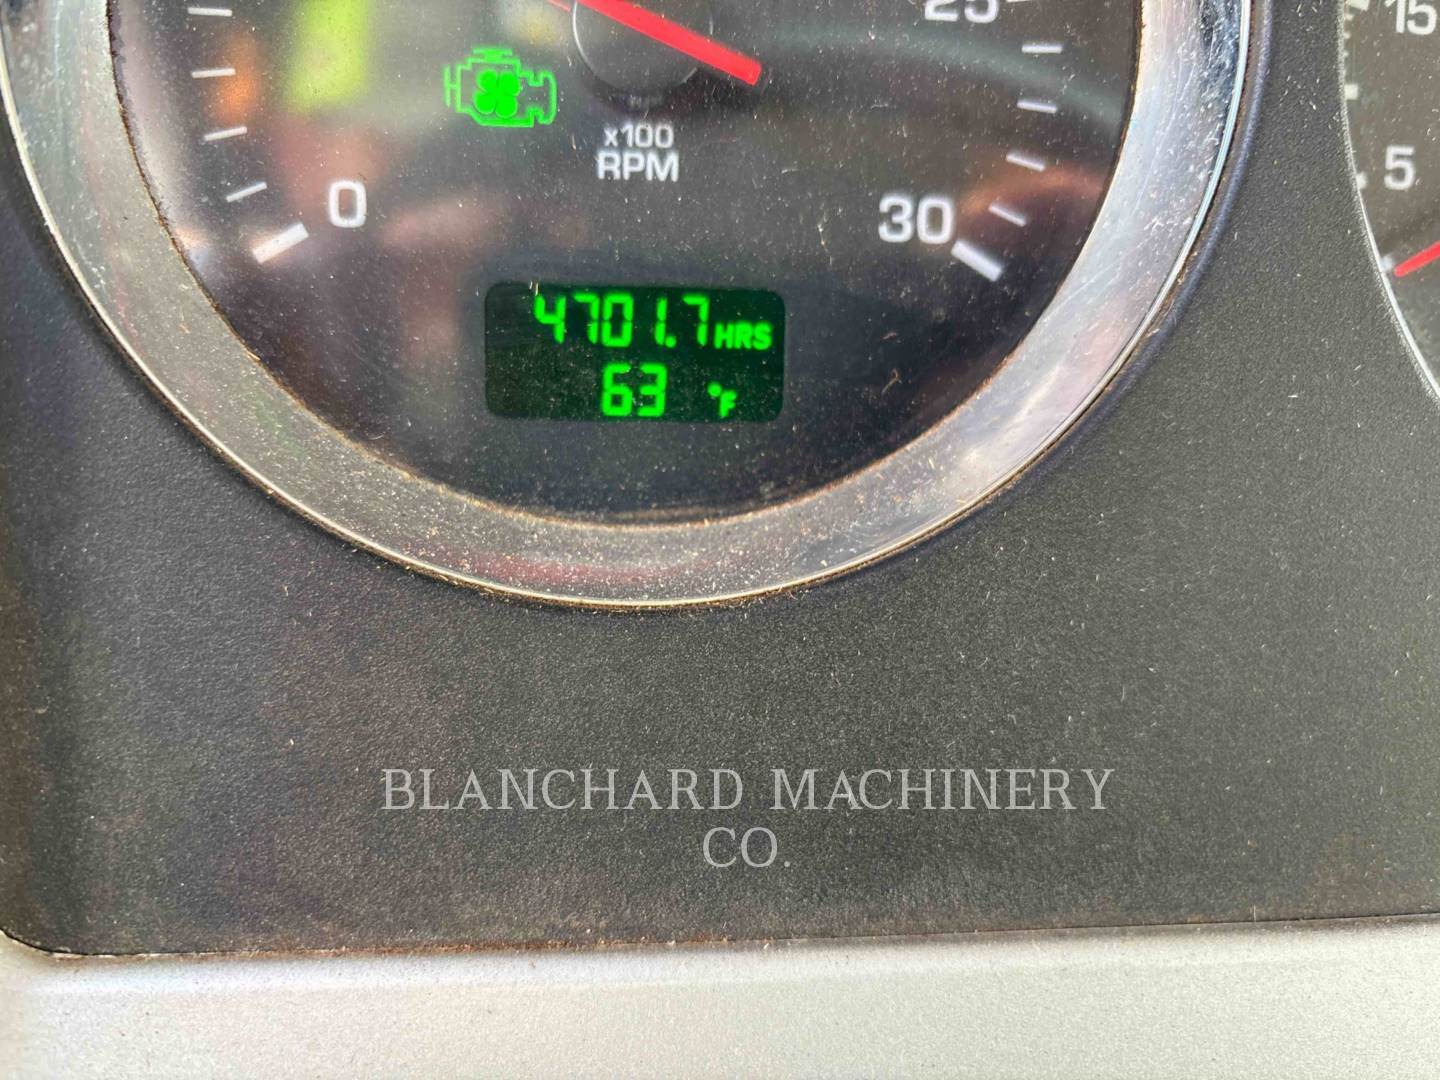 25
15
x100
RPM
5
0
30
4701.7 HRS
63 °F
BLANCHARD MACHINERY
CO.